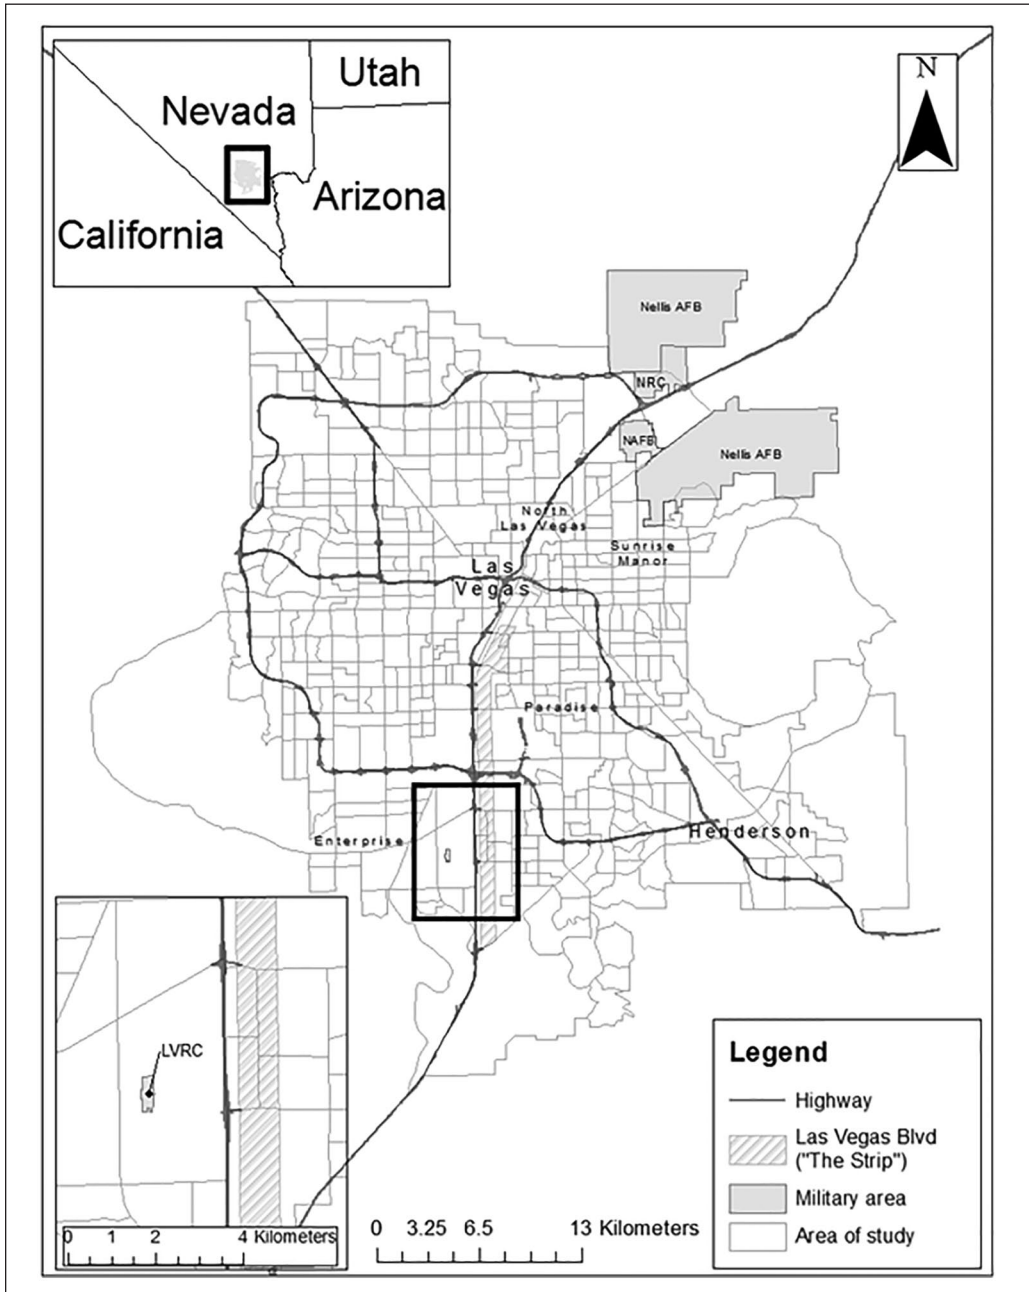 Utah
Nevada
Arizona
California
N
Nellis AFB
NRC
NAFB
Nellis AFB
North
Las Vegas
Sunrise
Manor
Las
Vegas
Paradise
Enterprise
Henderson
LVRC
0 1 2 4 Kilometers
0 3.25 6.5 13 Kilometers
Legend
Highway
Las Vegas Blvd
("The Strip")
Military area
Area of study